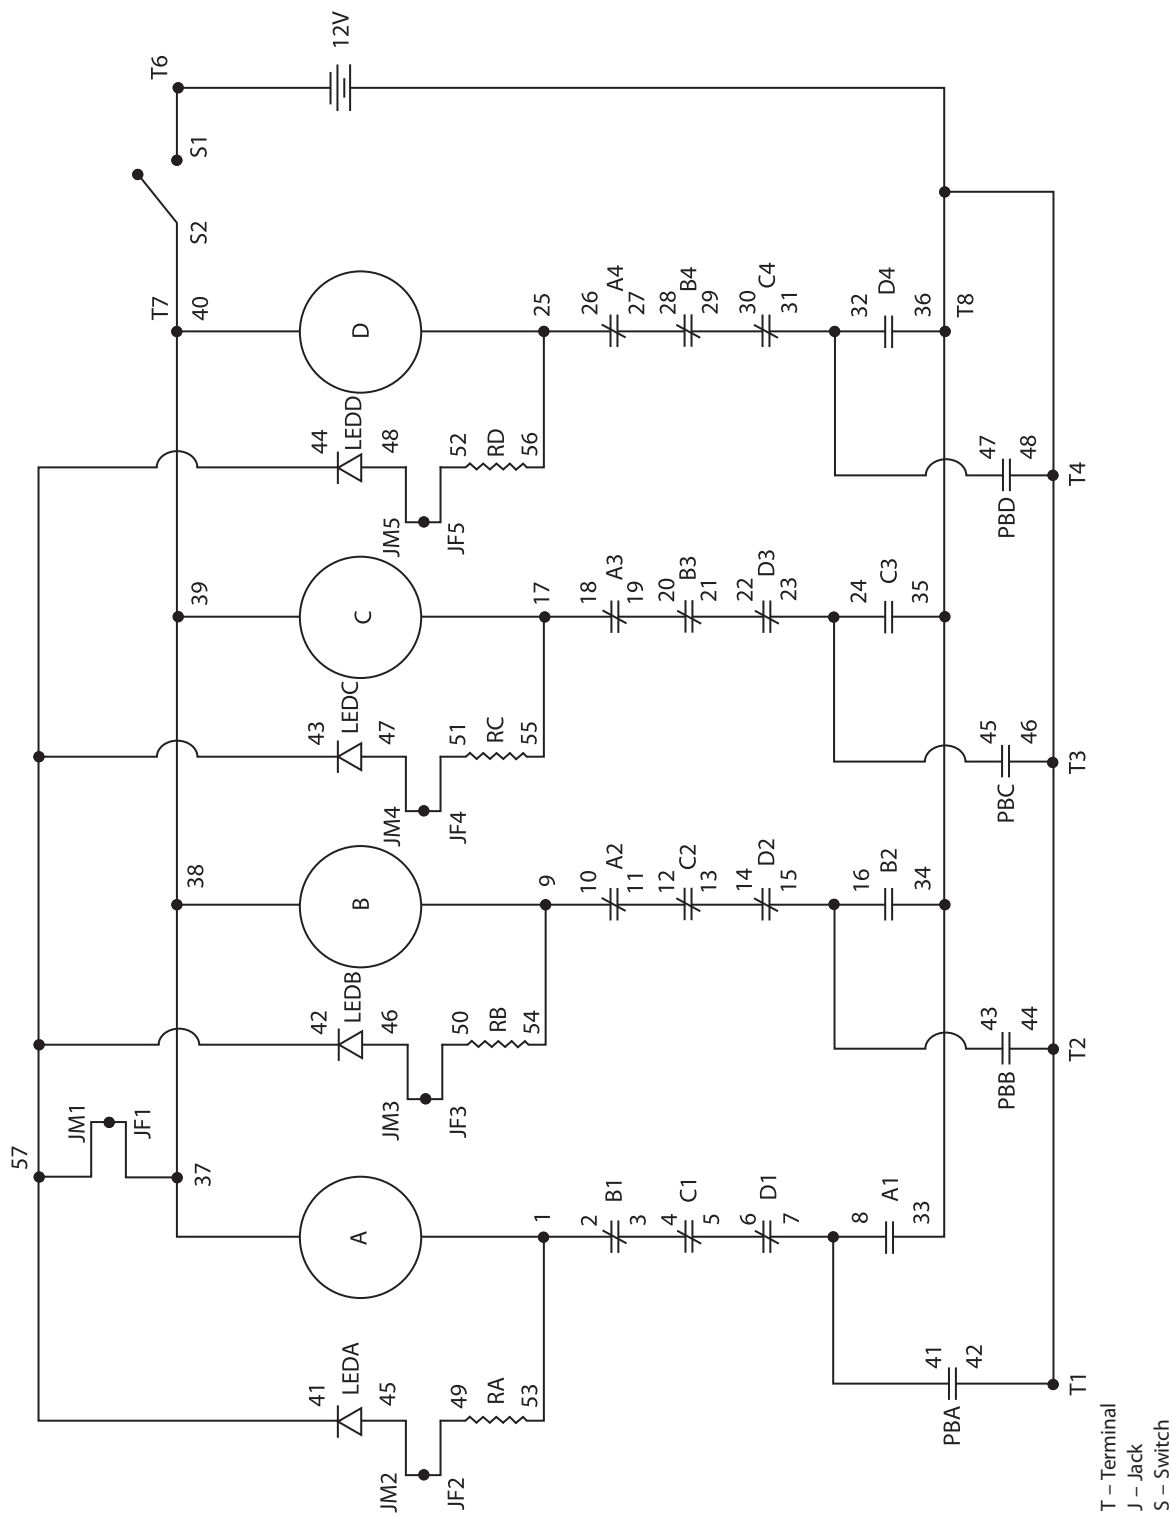 57
JM1
JF1
37
38
39
T7
40
S2
S1
T6
12V
41
LEDA
45
JM2
JF2
49
RA
53
A
1
2
B1
3
4
C1
5
6
D1
7
8
A1
33
PBA
41
42
T1
42
LEDB
46
JM3
JF3
50
RB
54
B
9
10
A2
11
12
C2
13
14
D2
15
16
B2
34
PBB
43
44
T2
43
LEDC
47
JM4
JF4
51
RC
55
C
17
18
A3
19
20
B3
21
22
D3
23
24
C3
35
PBC
45
46
T3
44
LEDD
48
JM5
JF5
52
RD
56
D
25
26
A4
27
28
B4
29
30
C4
31
32
D4
36
T8
PBD
47
48
T4
T – Terminal
J – Jack
S – Switch